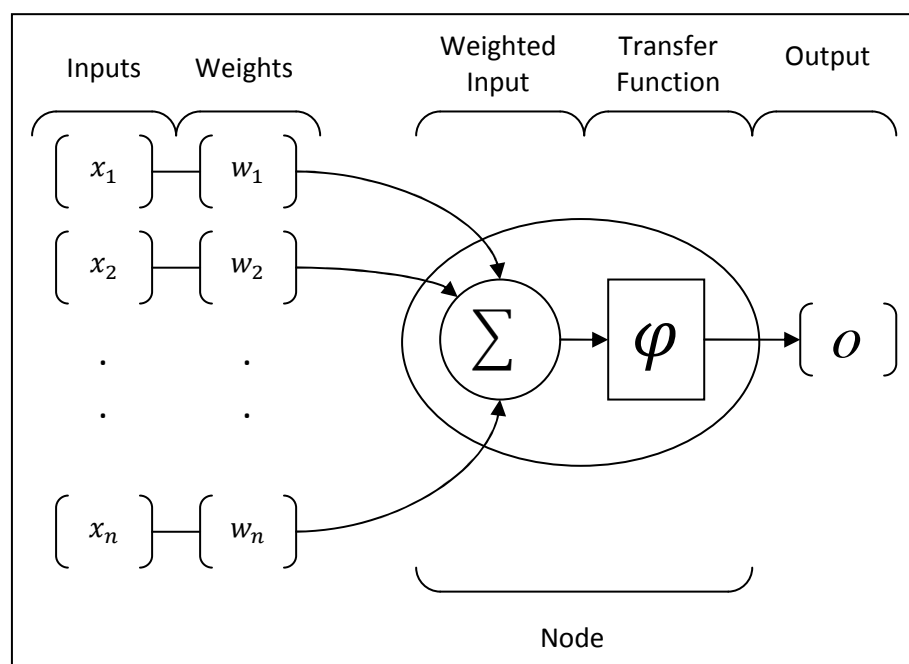 Inputs
Weights
Weighted
Input
Transfer
Function
Output
x₁
w₁
x₂
w₂
∑
φ
o
.
.
.
.
xₙ
wₙ
Node